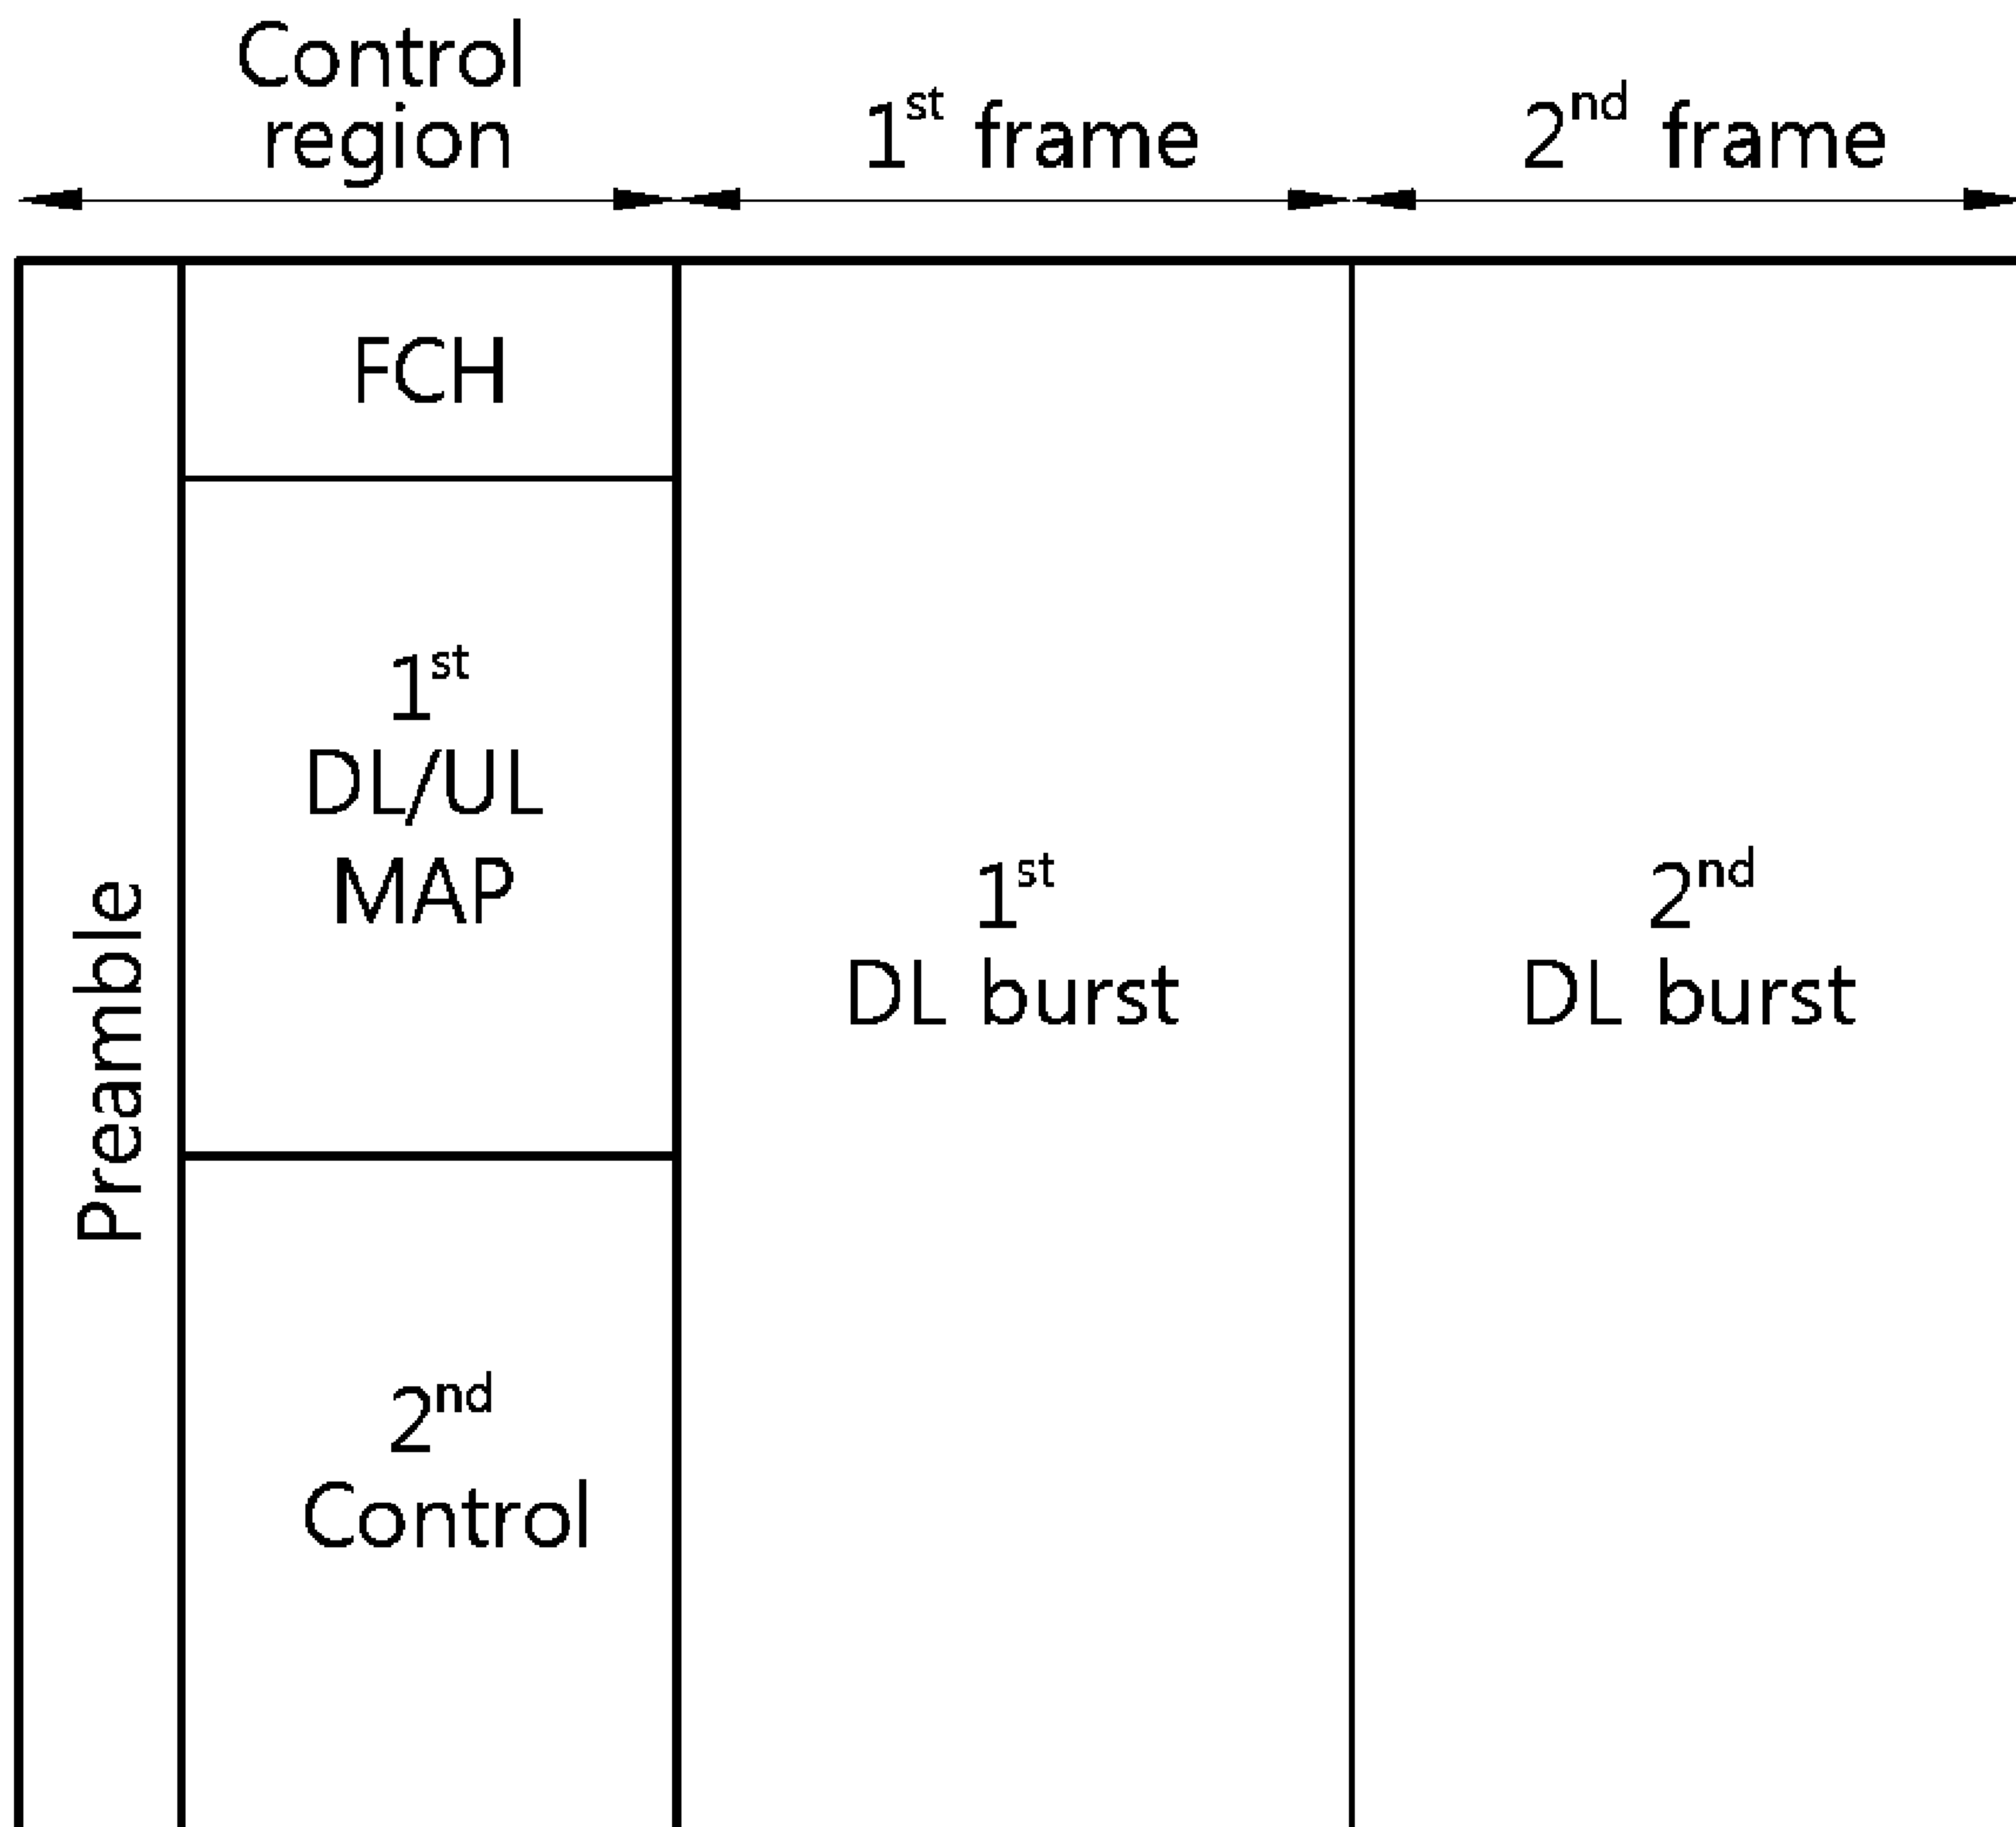 Control
region
1st frame
2nd frame
Preamble
FCH
1st
DL/UL
MAP
2nd
Control
1st
DL burst
2nd
DL burst